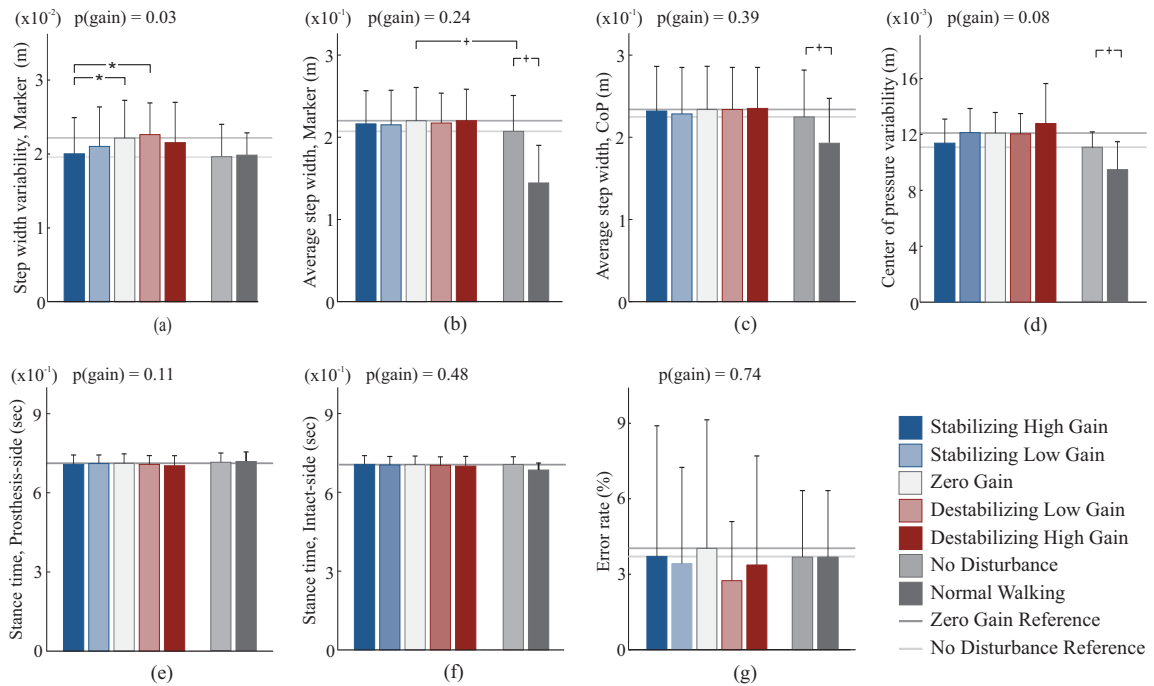 (x10⁻²) p(gain) = 0.03
Step width variability, Marker (m)
3
2
1
0
* *
(a)
(x10⁻¹) p(gain) = 0.24
Average step width, Marker (m)
3
2
1
0
+ +
(b)
(x10⁻¹) p(gain) = 0.39
Average step width, CoP (m)
3
2
1
0
+
(c)
(x10⁻³) p(gain) = 0.08
Center of pressure variability (m)
16
12
8
4
0
+
(d)
(x10⁻¹) p(gain) = 0.11
Stance time, Prosthesis-side (sec)
9
6
3
0
(e)
(x10⁻¹) p(gain) = 0.48
Stance time, Intact-side (sec)
9
6
3
0
(f)
p(gain) = 0.74
Error rate (%)
9
6
3
0
(g)
Stabilizing High Gain
Stabilizing Low Gain
Zero Gain
Destabilizing Low Gain
Destabilizing High Gain
No Disturbance
Normal Walking
Zero Gain Reference
No Disturbance Reference